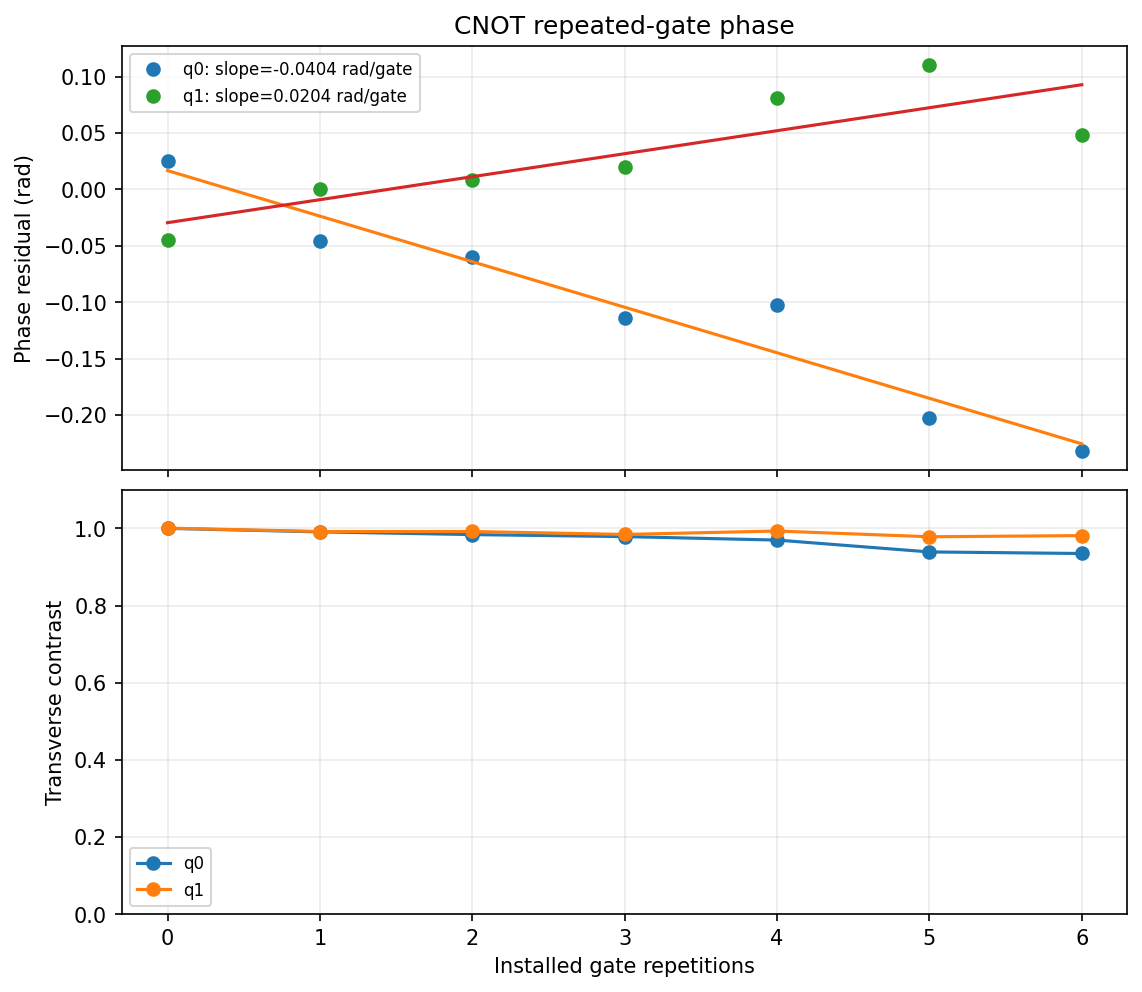 CNOT repeated-gate phase
q0: slope=-0.0404 rad/gate
q1: slope=0.0204 rad/gate
Phase residual (rad)
0.10
0.05
0.00
−0.05
−0.10
−0.15
−0.20
Transverse contrast
1.0
0.8
0.6
0.4
0.2
0.0
q0
q1
0 1 2 3 4 5 6
Installed gate repetitions